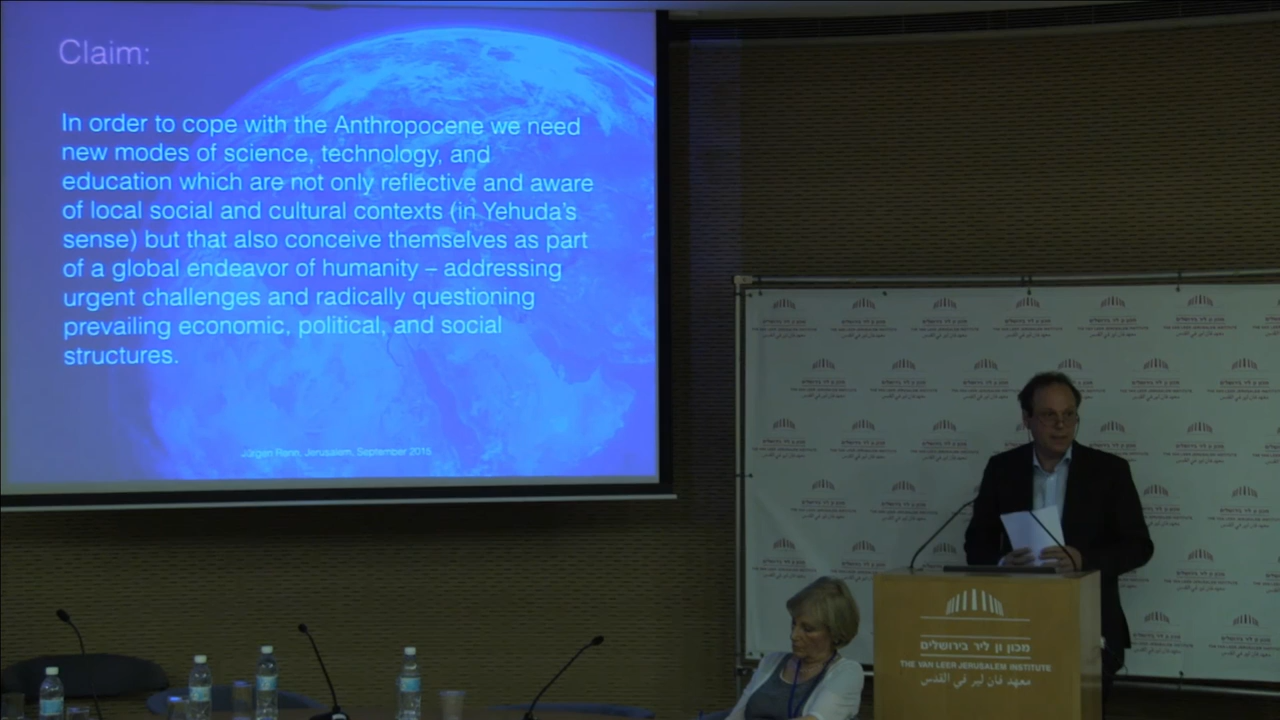 Claim:
In order to cope with the Anthropocene we need
new modes of science, technology, and
education which are not only reflective and aware
of local social and cultural contexts (in Yehuda's
sense) but that also conceive themselves as part
of a global endeavor of humanity – addressing
urgent challenges and radically questioning
prevailing economic, political, and social
structures.
Jürgen Renn, Jerusalem, September 2015
מכון ון ליר בירושלים
THE VAN LEER JERUSALEM INSTITUTE
معهد فان لير في القدس